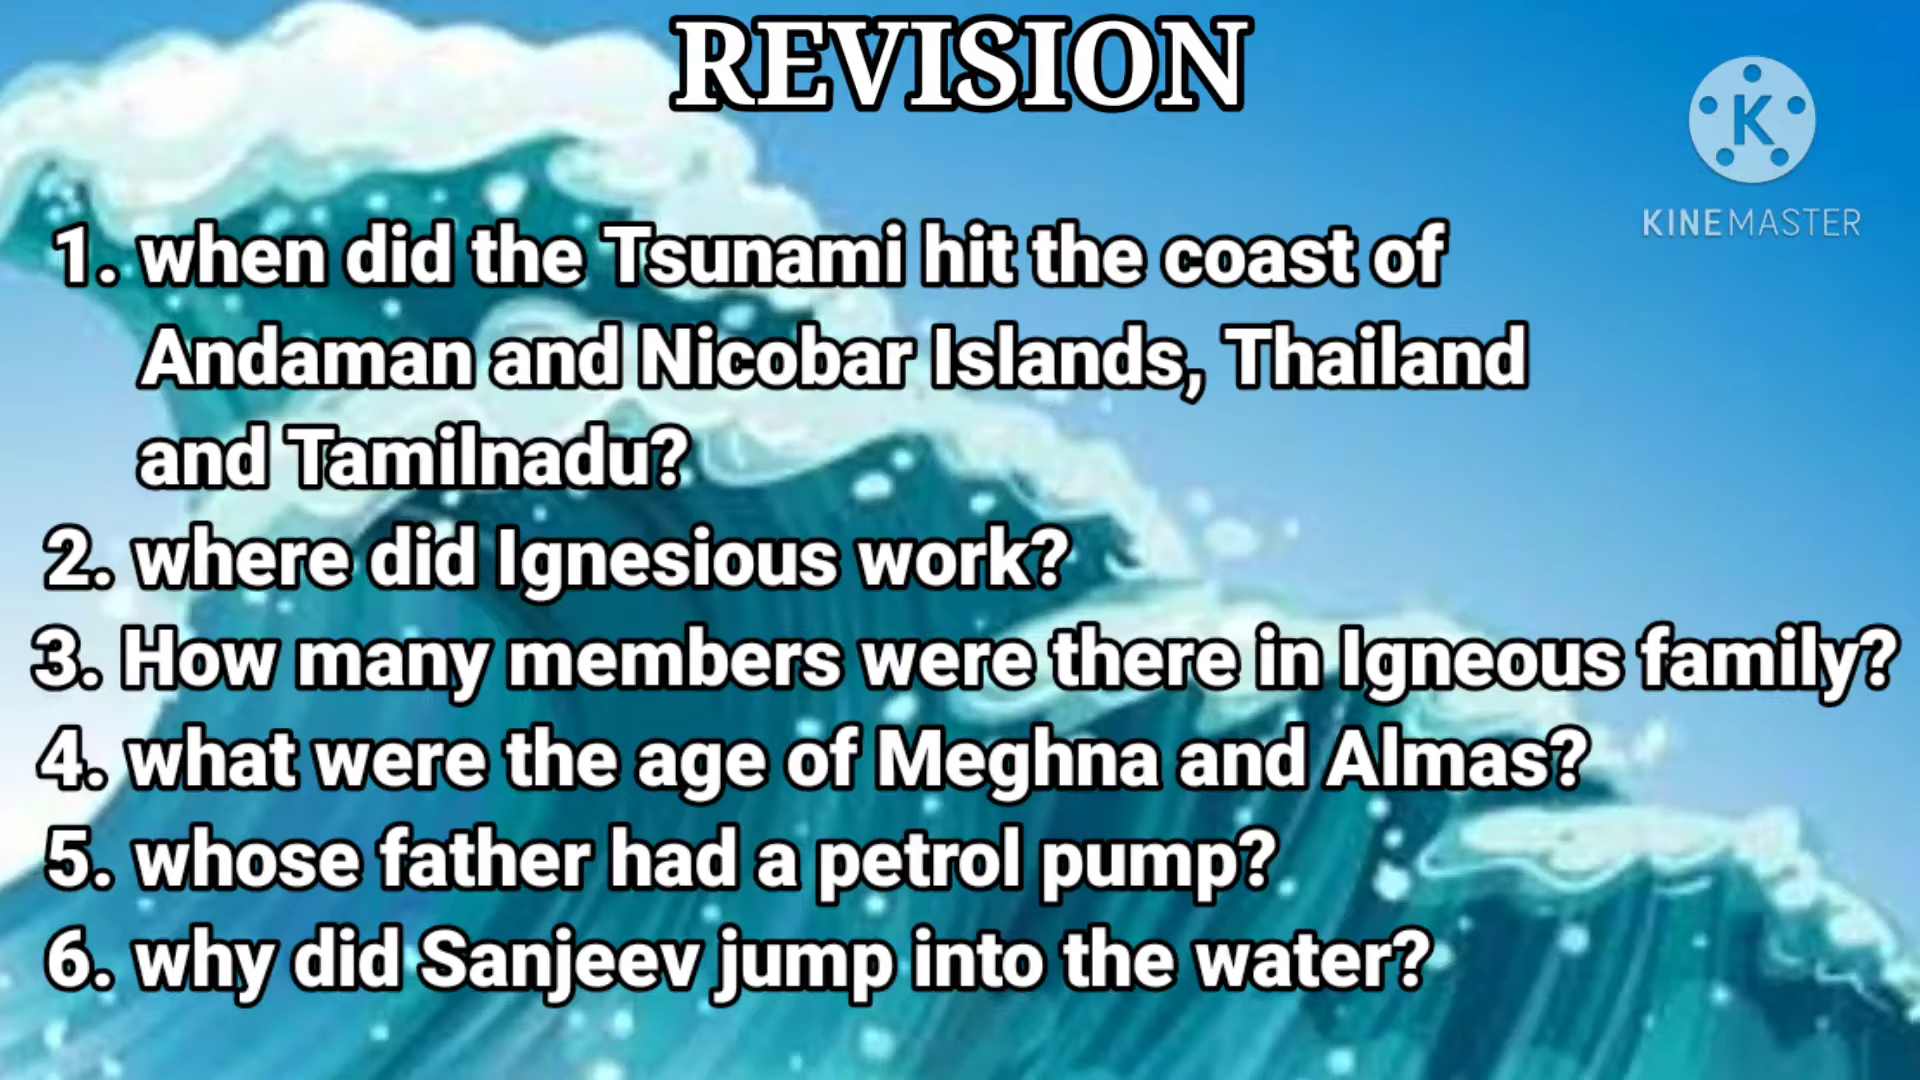 REVISION
K
KINEMASTER
1. when did the Tsunami hit the coast of
Andaman and Nicobar Islands, Thailand
and Tamilnadu?
2. where did Ignesious work?
3. How many members were there in Igneous family?
4. what were the age of Meghna and Almas?
5. whose father had a petrol pump?
6. why did Sanjeev jump into the water?